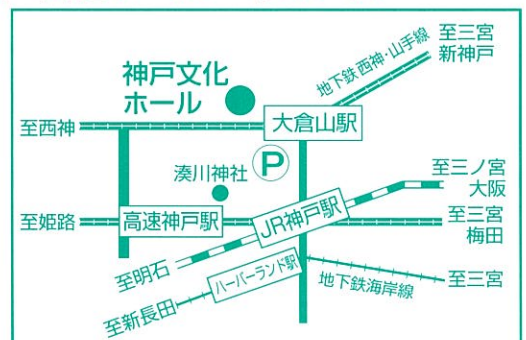 至三宮
新神戸
地下鉄 西神・山手線
神戸文化
ホール
至西神
大倉山駅
P
湊川神社
至三ノ宮
大阪
至姫路
高速神戸駅
JR神戸駅
至三宮
梅田
至明石
ハーバーランド駅
地下鉄海岸線
至三宮
至新長田